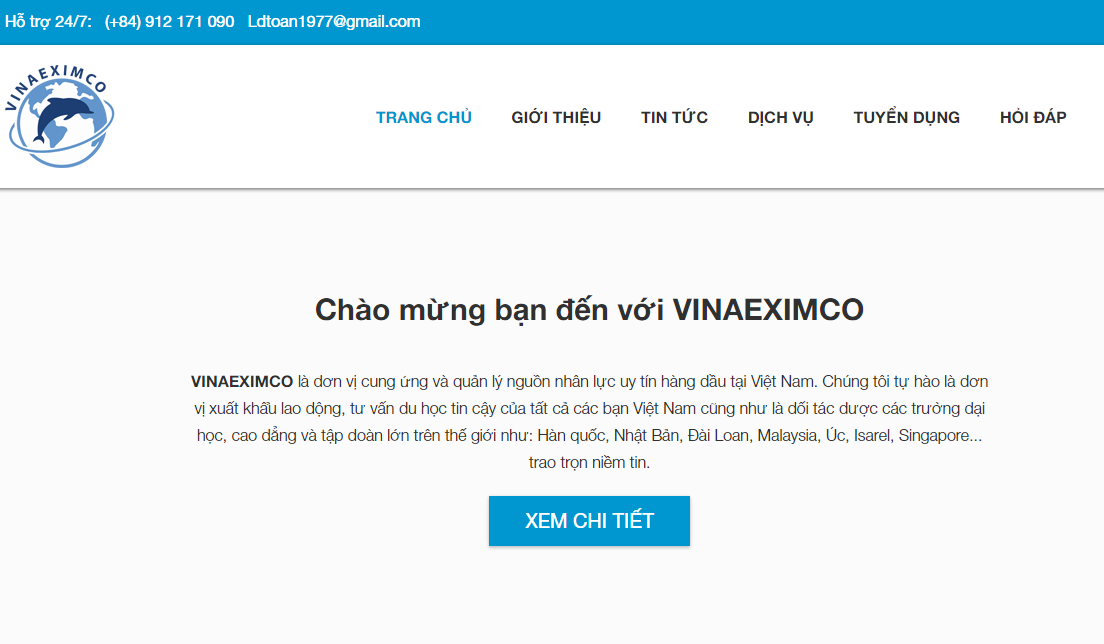 Hỗ trợ 24/7: (+84) 912 171 090 Ldtoan1977@gmail.com
VINAEXIMCO
TRANG CHỦ GIỚI THIỆU TIN TỨC DỊCH VỤ TUYỂN DỤNG HỎI ĐÁP
Chào mừng bạn đến với VINAEXIMCO
VINAEXIMCO là đơn vị cung ứng và quản lý nguồn nhân lực uy tín hàng đầu tại Việt Nam. Chúng tôi tự hào là đơn
vị xuất khẩu lao động, tư vấn du học tin cậy của tất cả các bạn Việt Nam cũng như là đối tác được các trường đại
học, cao đẳng và tập đoàn lớn trên thế giới như: Hàn quốc, Nhật Bản, Đài Loan, Malaysia, Úc, Isarel, Singapore...
trao trọn niềm tin.
XEM CHI TIẾT